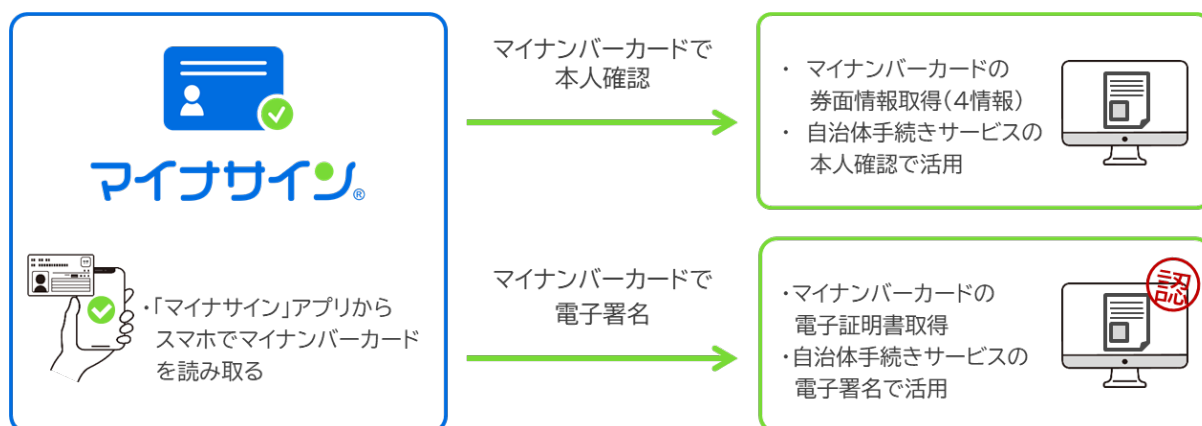 マイナサイン®
・「マイナサイン」アプリから
スマホでマイナンバーカード
を読み取る
マイナンバーカードで
本人確認
・ マイナンバーカードの
券面情報取得(4情報)
・ 自治体手続きサービスの
本人確認で活用
マイナンバーカードで
電子署名
・マイナンバーカードの
電子証明書取得
・自治体手続きサービスの
電子署名で活用
認